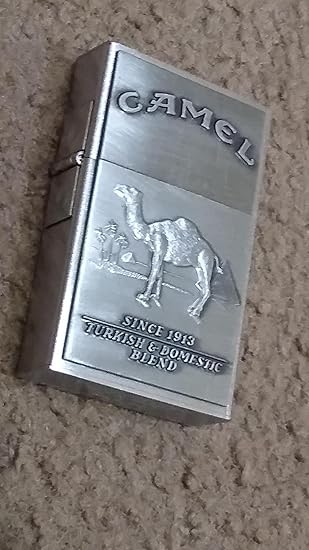 CAMEL
SINCE 1913
TURKISH & DOMESTIC
BLEND